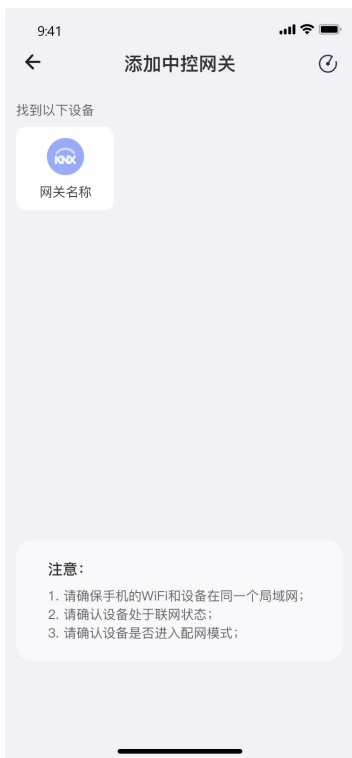 9:41
添加中控网关
找到以下设备
KNX
网关名称
注意：
1. 请确保手机的WiFi和设备在同一个局域网；
2. 请确认设备处于联网状态；
3. 请确认设备是否进入配网模式；